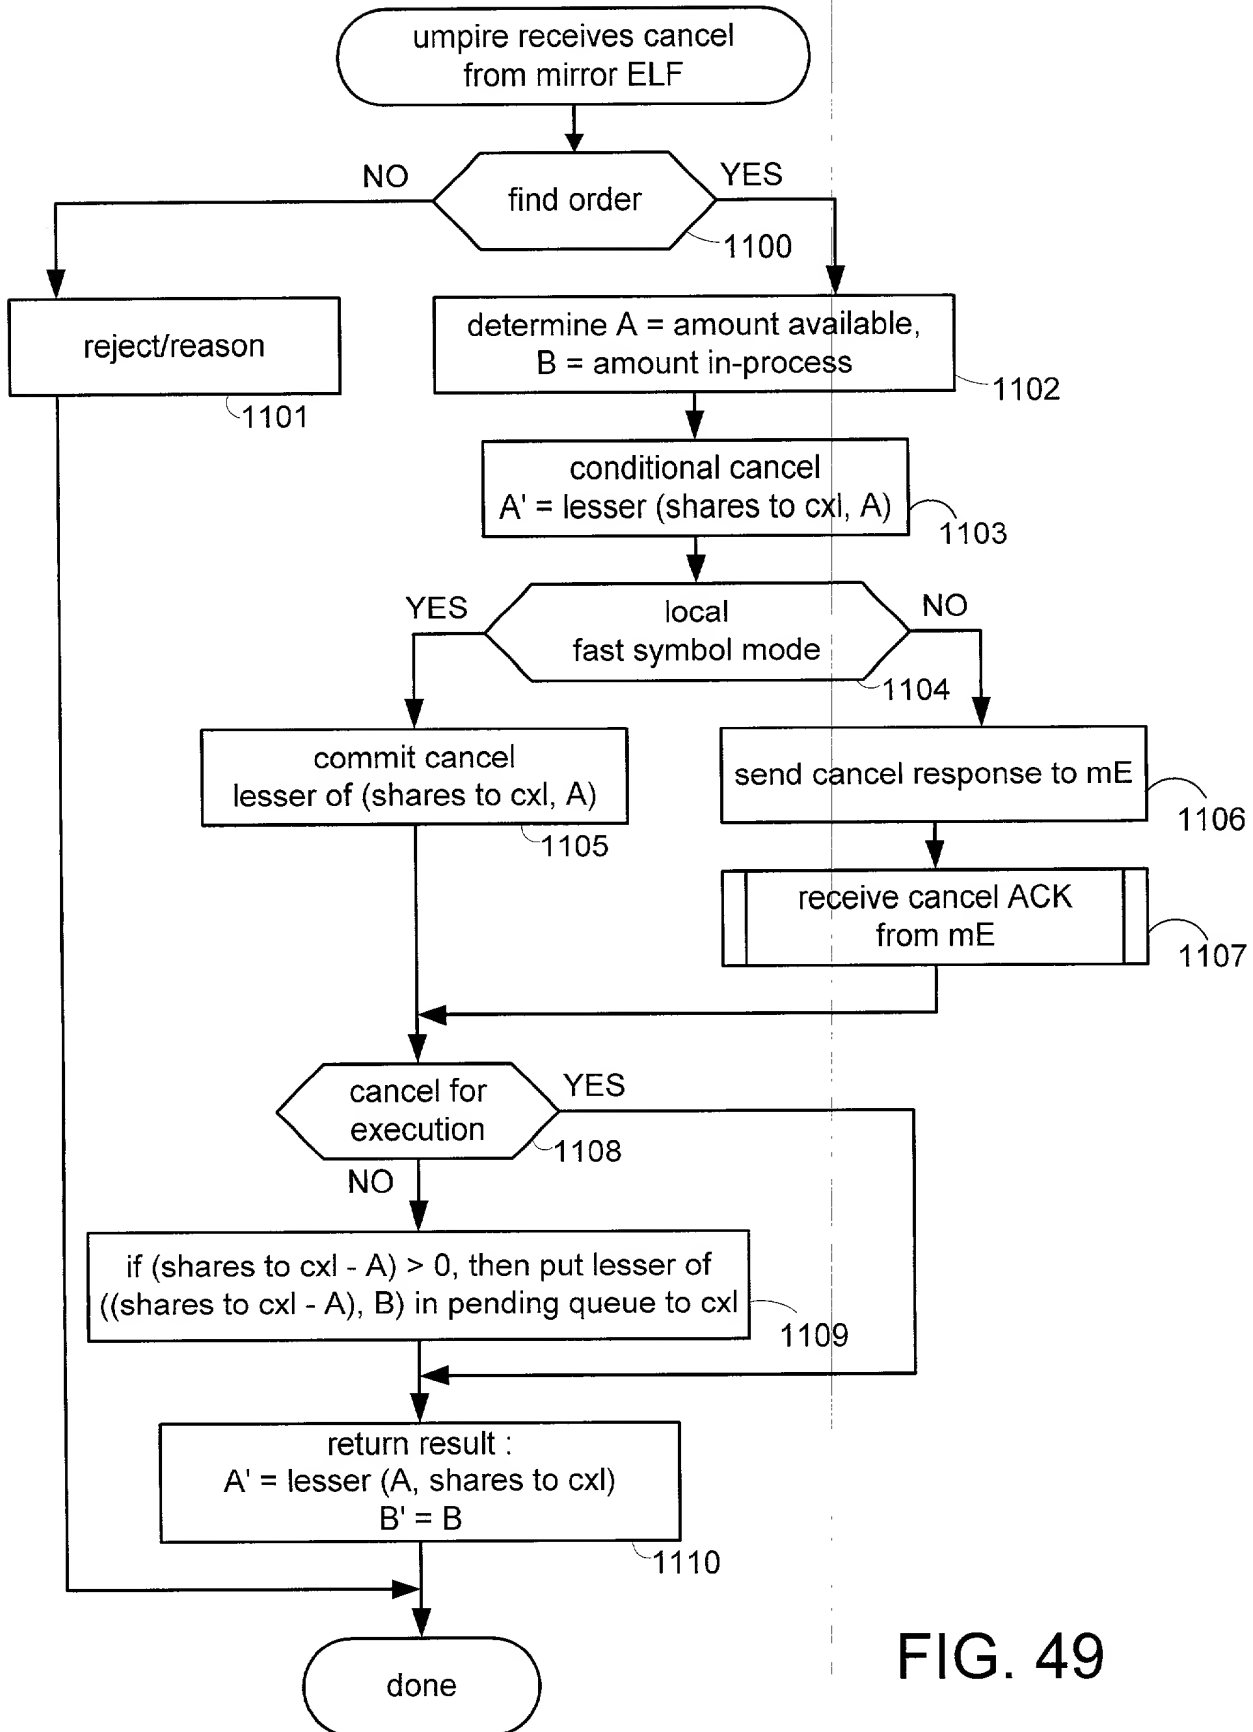 umpire receives cancel
from mirror ELF
NO
YES
find order
1100
reject/reason
1101
determine A = amount available,
B = amount in-process
1102
conditional cancel
A' = lesser (shares to cxl, A)
1103
YES
local
fast symbol mode
NO
1104
commit cancel
lesser of (shares to cxl, A)
1105
send cancel response to mE
1106
receive cancel ACK
from mE
1107
cancel for
execution
YES
1108
NO
if (shares to cxl - A) > 0, then put lesser of
((shares to cxl - A), B) in pending queue to cxl
1109
return result :
A' = lesser (A, shares to cxl)
B' = B
1110
done
FIG. 49